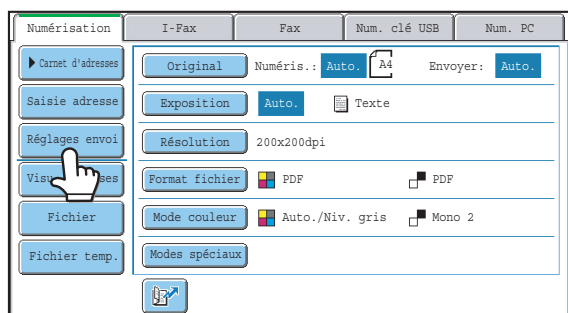 Numérisation I-Fax Fax Num. clé USB Num. PC
Carnet d'adresses
Original Numéris.: Auto. A4 Envoyer: Auto.
Saisie adresse
Exposition Auto. Texte
Réglages envoi
Résolution 200x200dpi
Format fichier PDF PDF
Fichier
Mode couleur Auto./Niv. gris Mono 2
Fichier temp.
Modes spéciaux